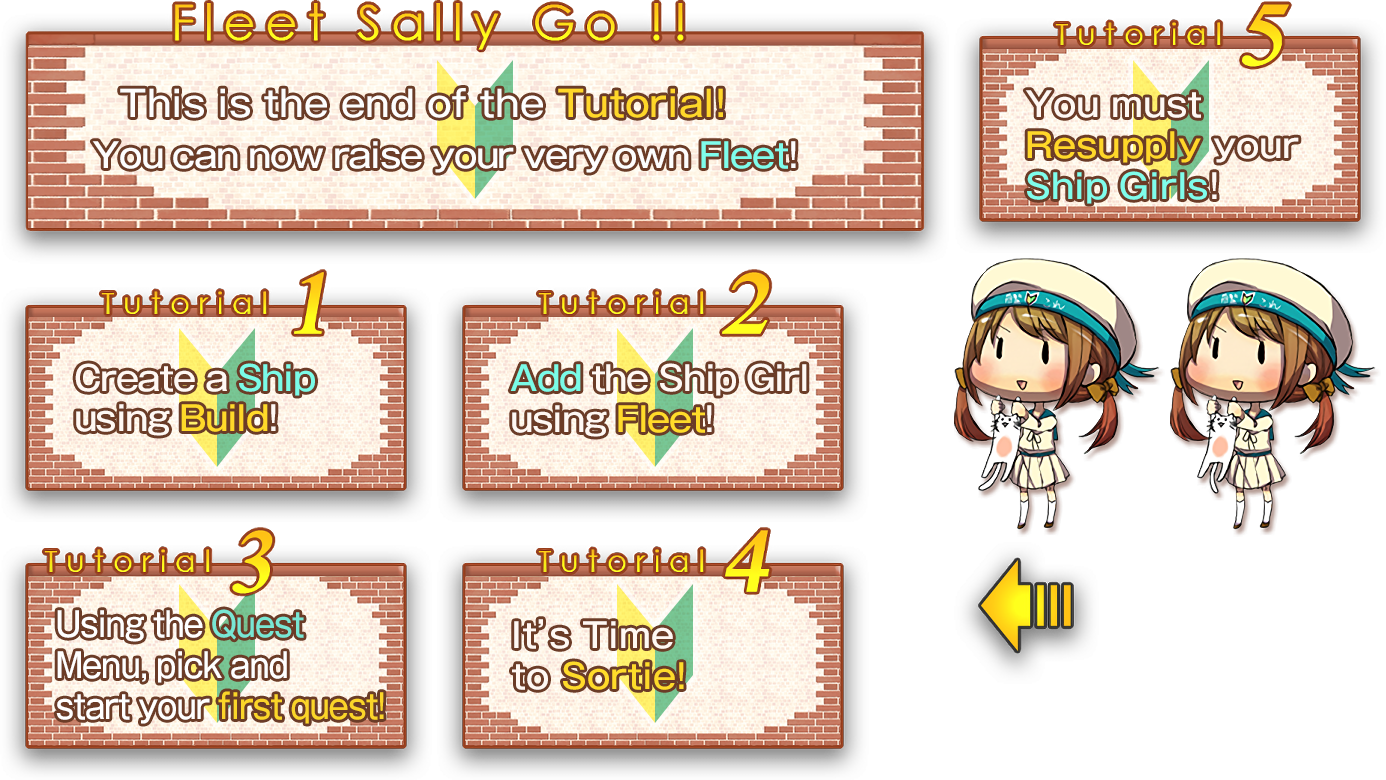 Fleet Sally Go !!
This is the end of the Tutorial!
You can now raise your very own Fleet!
Tutorial 5
You must
Resupply your
Ship Girls!
Tutorial 1
Create a Ship
using Build!
Tutorial 2
Add the Ship Girl
using Fleet!
Tutorial 3
Using the Quest
Menu, pick and
start your first quest!
Tutorial 4
It's Time
to Sortie!